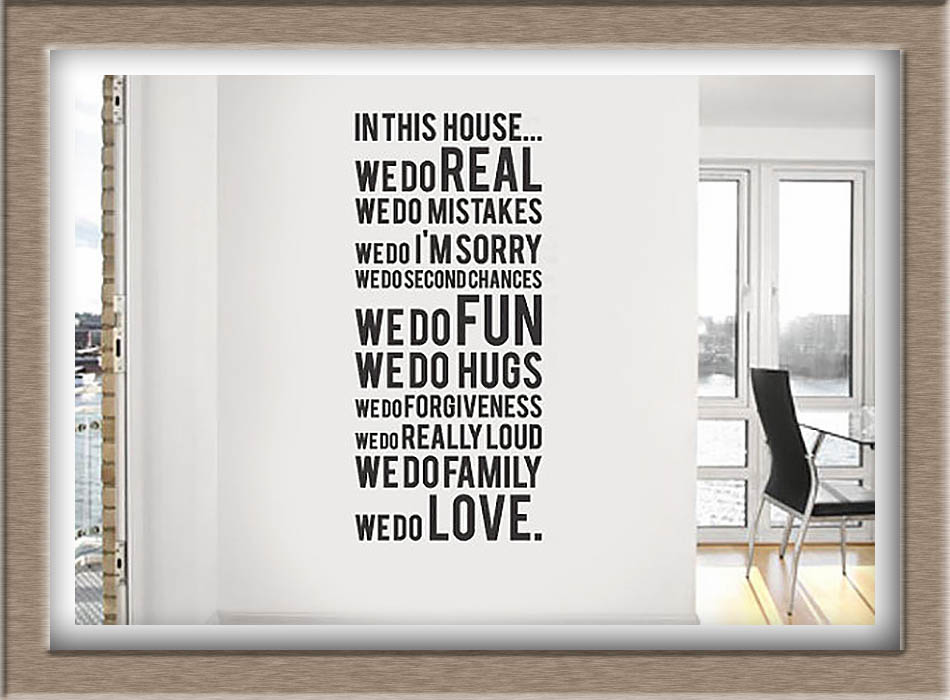 IN THIS HOUSE...
WE DO REAL
WE DO MISTAKES
WE DO I'M SORRY
WE DO SECOND CHANCES
WE DO FUN
WE DO HUGS
WE DO FORGIVENESS
WE DO REALLY LOUD
WE DO FAMILY
WE DO LOVE.